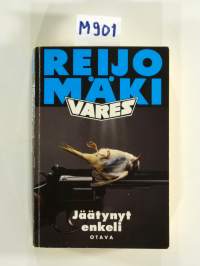 M901
REIJO
MÄKI
VARES
Jäätynyt
enkeli
OTAVA